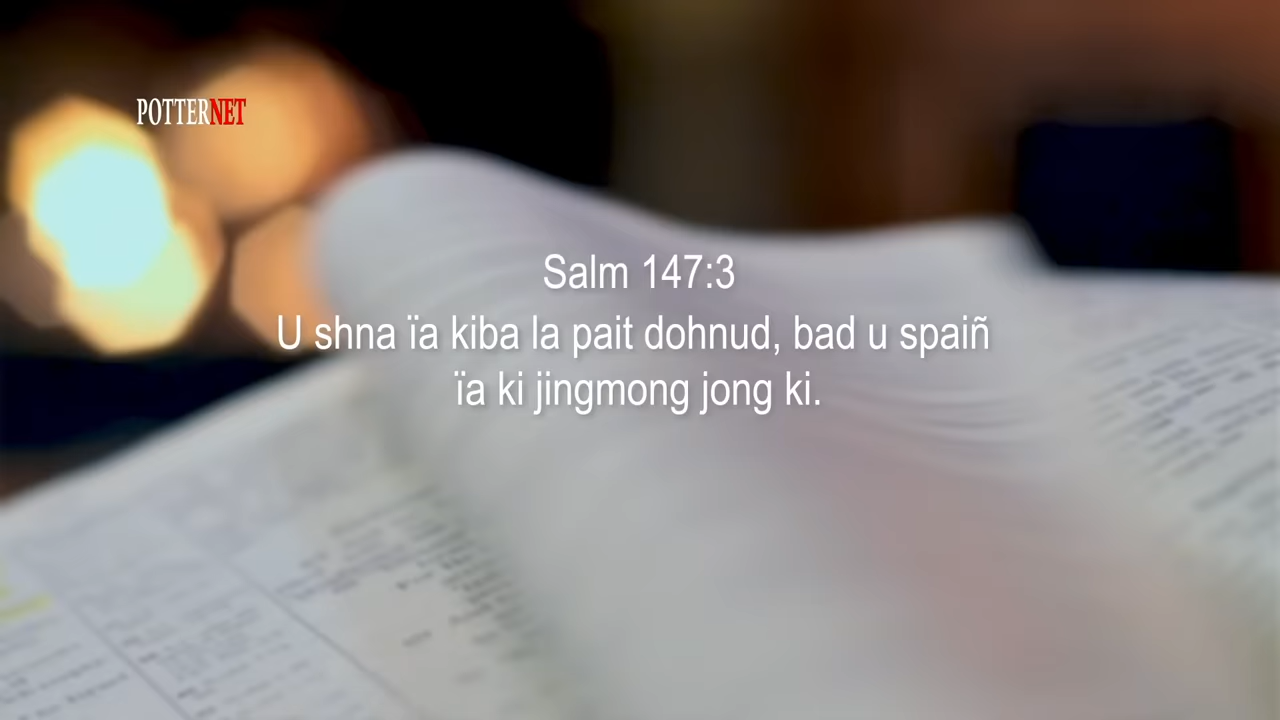 POTTERNET
Salm 147:3
U shna ïa kiba la pait dohnud, bad u spaiñ
ïa ki jingmong jong ki.